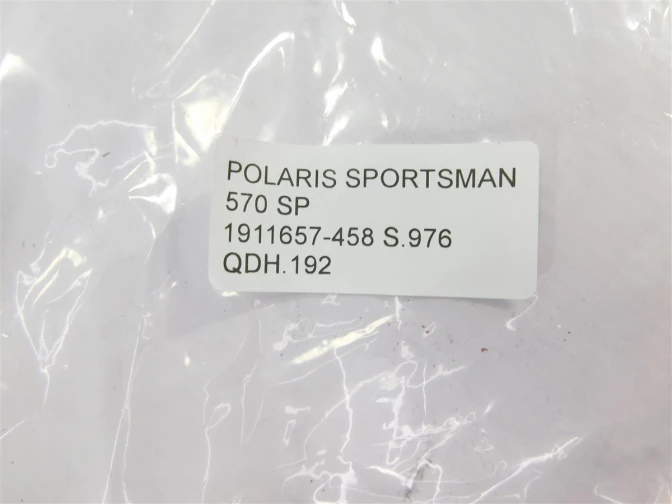 POLARIS SPORTSMAN
570 SP
1911657-458 S.976
QDH.192